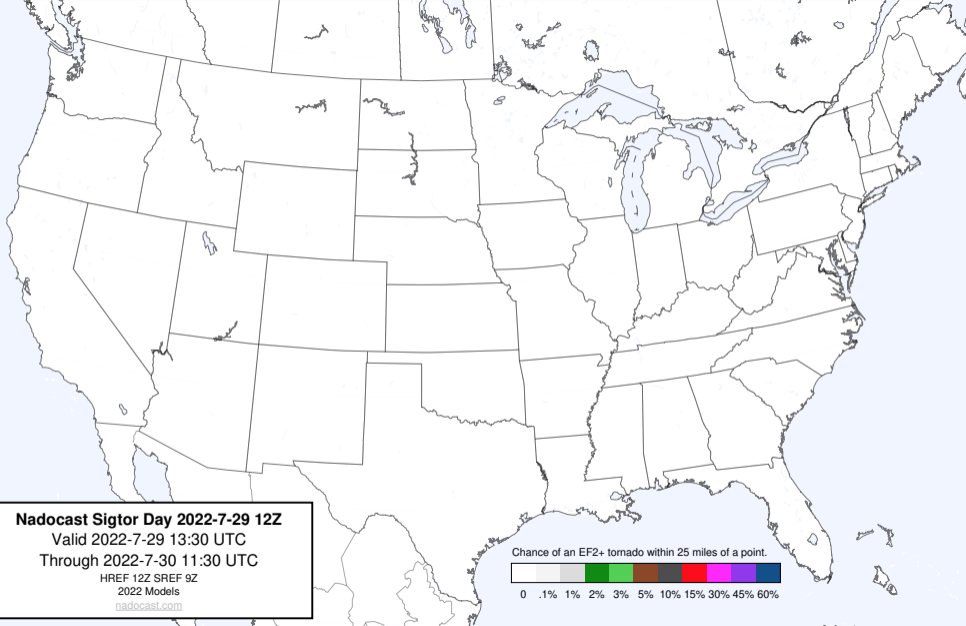 Nadocast Sigtor Day 2022-7-29 12Z
Valid 2022-7-29 13:30 UTC
Through 2022-7-30 11:30 UTC
HREF 12Z SREF 9Z
2022 Models
nadocast.com
Chance of an EF2+ tornado within 25 miles of a point.
0 .1% 1% 2% 3% 5% 10% 15% 30% 45% 60%